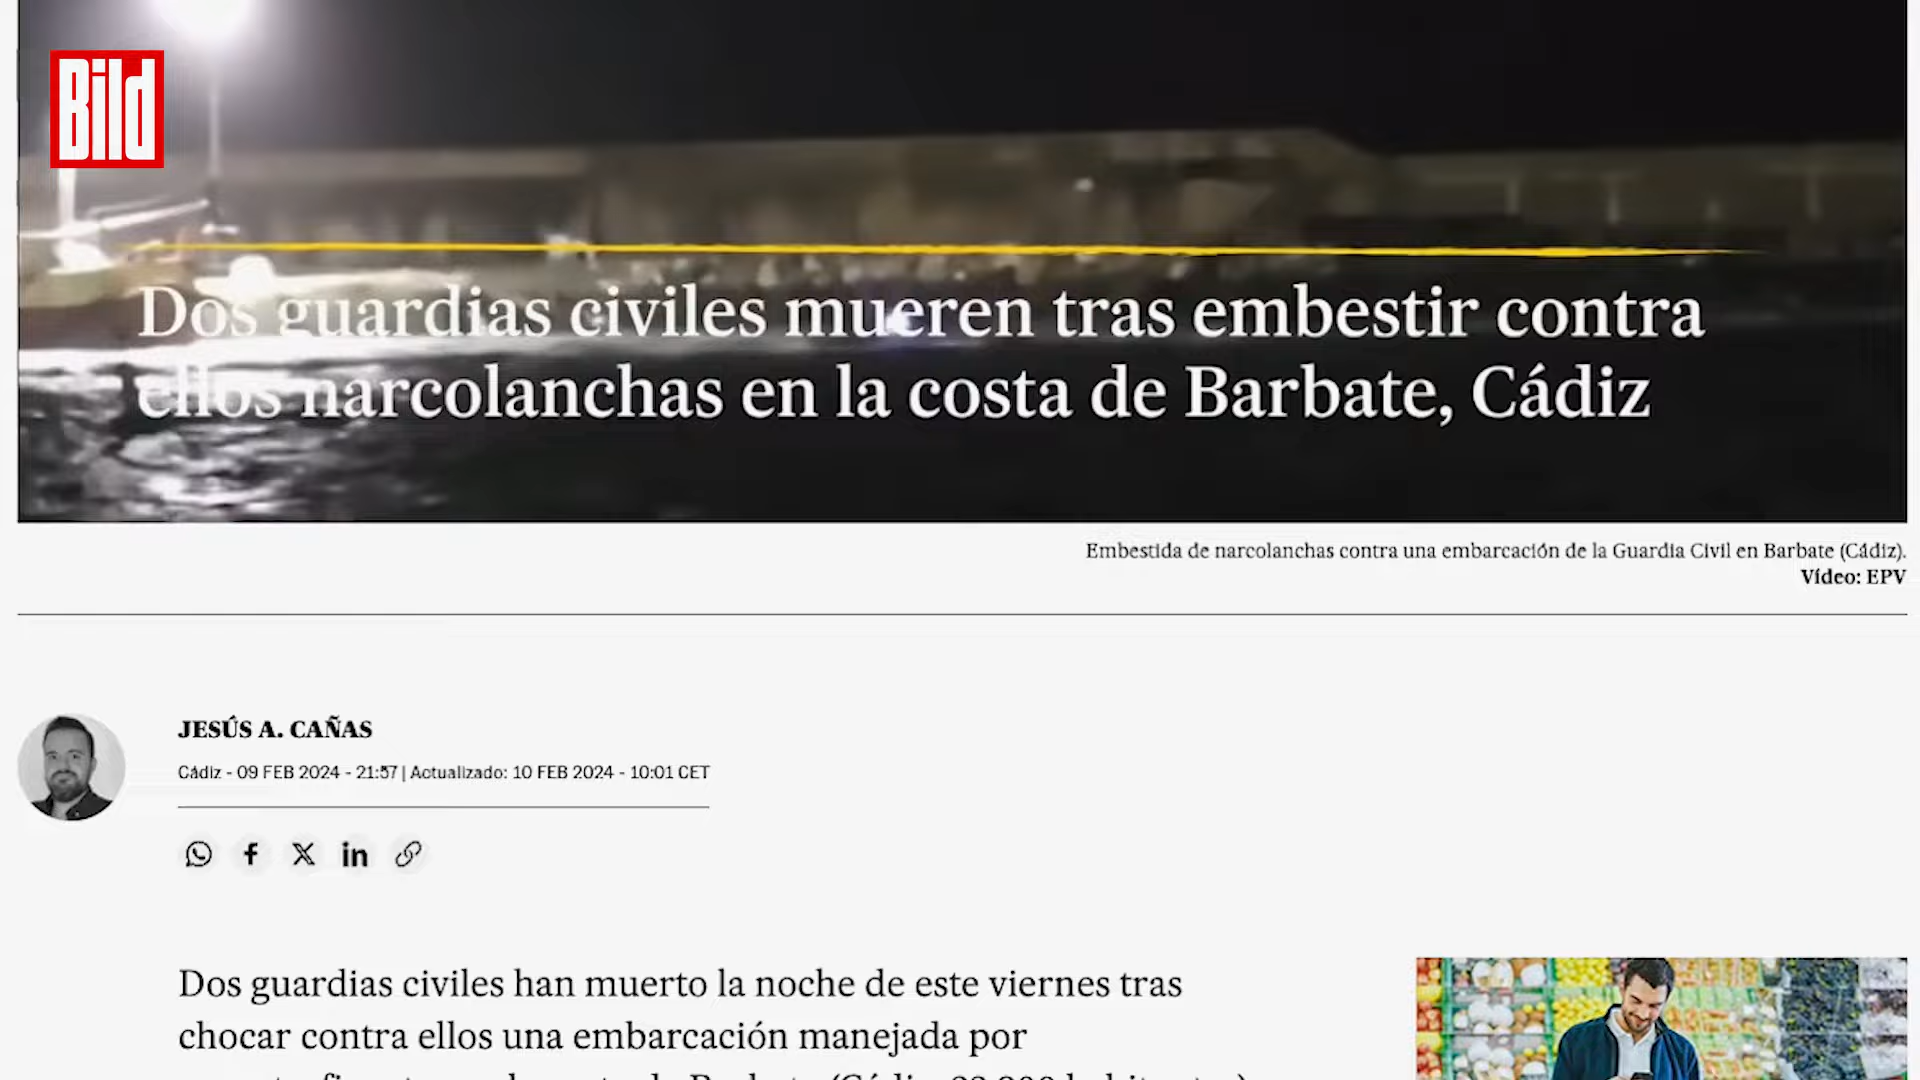 Bild
Dos guardias civiles mueren tras embestir contra
ellos narcolanchas en la costa de Barbate, Cádiz
Embestida de narcolanchas contra una embarcación de la Guardia Civil en Barbate (Cádiz).
Vídeo: EPV
JESÚS A. CAÑAS
Cádiz - 09 FEB 2024 - 21:57 | Actualizado: 10 FEB 2024 - 10:01 CET
Dos guardias civiles han muerto la noche de este viernes tras
chocar contra ellos una embarcación manejada por